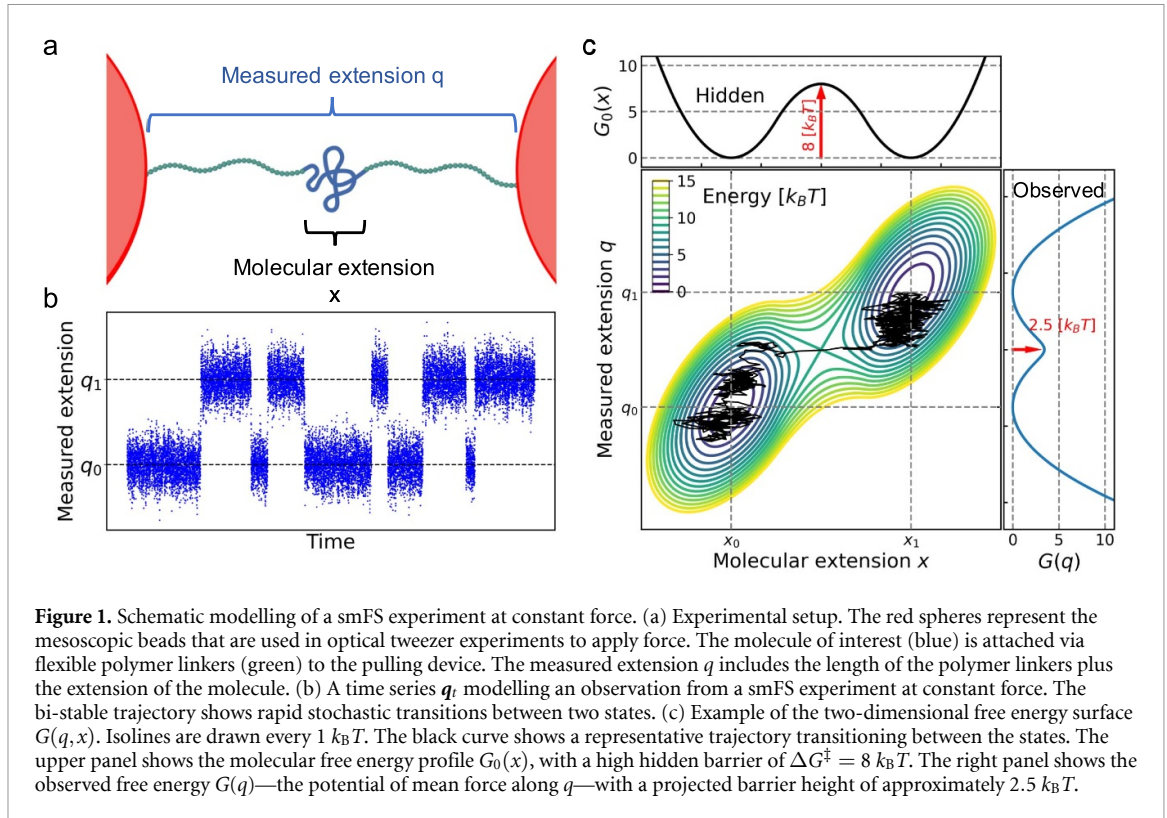 a
Measured extension q
Molecular extension
x
b
Measured extension
q₁
q₀
Time
c
10
5
0
G₀(x)
Hidden
8 [k_BT]
15
10
5
0
Energy [k_BT]
Measured extension q
q₁
q₀
x₀
x₁
Molecular extension x
Observed
2.5 [k_BT]
0
5
10
G(q)
Figure 1. Schematic modelling of a smFS experiment at constant force. (a) Experimental setup. The red spheres represent the
mesoscopic beads that are used in optical tweezer experiments to apply force. The molecule of interest (blue) is attached via
flexible polymer linkers (green) to the pulling device. The measured extension q includes the length of the polymer linkers plus
the extension of the molecule. (b) A time series q_t modelling an observation from a smFS experiment at constant force. The
bi-stable trajectory shows rapid stochastic transitions between two states. (c) Example of the two-dimensional free energy surface
G(q,x). Isolines are drawn every 1 k_BT. The black curve shows a representative trajectory transitioning between the states. The
upper panel shows the molecular free energy profile G₀(x), with a high hidden barrier of ΔG‡ = 8 k_BT. The right panel shows the
observed free energy G(q)—the potential of mean force along q—with a projected barrier height of approximately 2.5 k_BT.